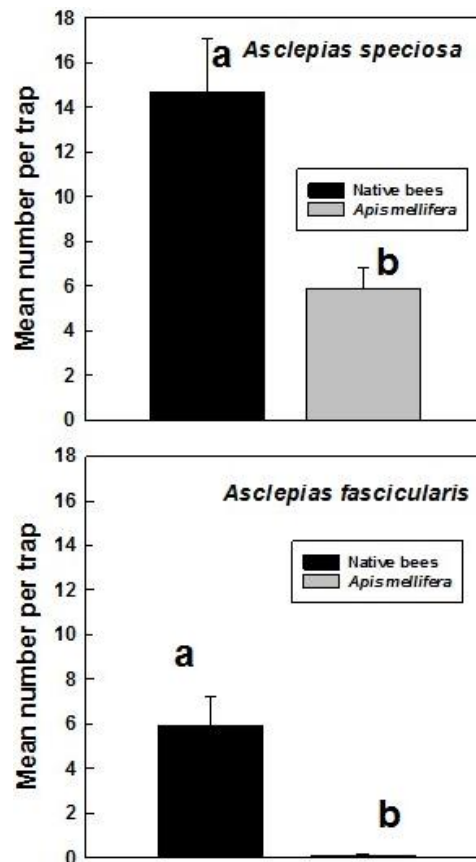 18
16
14
12
10
8
6
4
2
0
Mean number per trap
a
Asclepias speciosa
Native bees
Apis mellifera
b
18
16
14
12
10
8
6
4
2
0
Mean number per trap
Asclepias fascicularis
Native bees
Apis mellifera
a
b